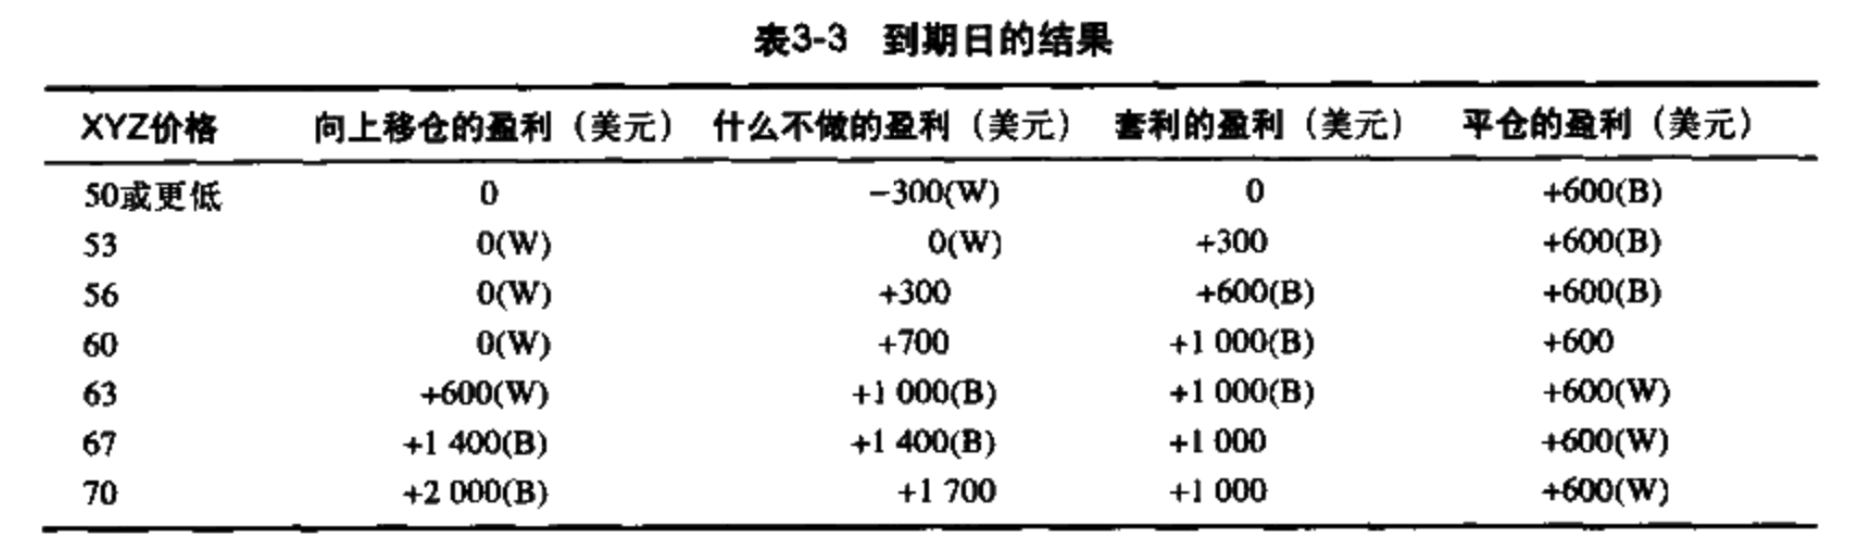 表3-3 到期日的结果
XYZ价格 向上移仓的盈利（美元） 什么不做的盈利（美元） 套利的盈利（美元） 平仓的盈利（美元）
50或更低 0 −300(W) 0 +600(B)
53 0(W) 0(W) +300 +600(B)
56 0(W) +300 +600(B) +600(B)
60 0(W) +700 +1 000(B) +600
63 +600(W) +1 000(B) +1 000(B) +600(W)
67 +1 400(B) +1 400(B) +1 000 +600(W)
70 +2 000(B) +1 700 +1 000 +600(W)